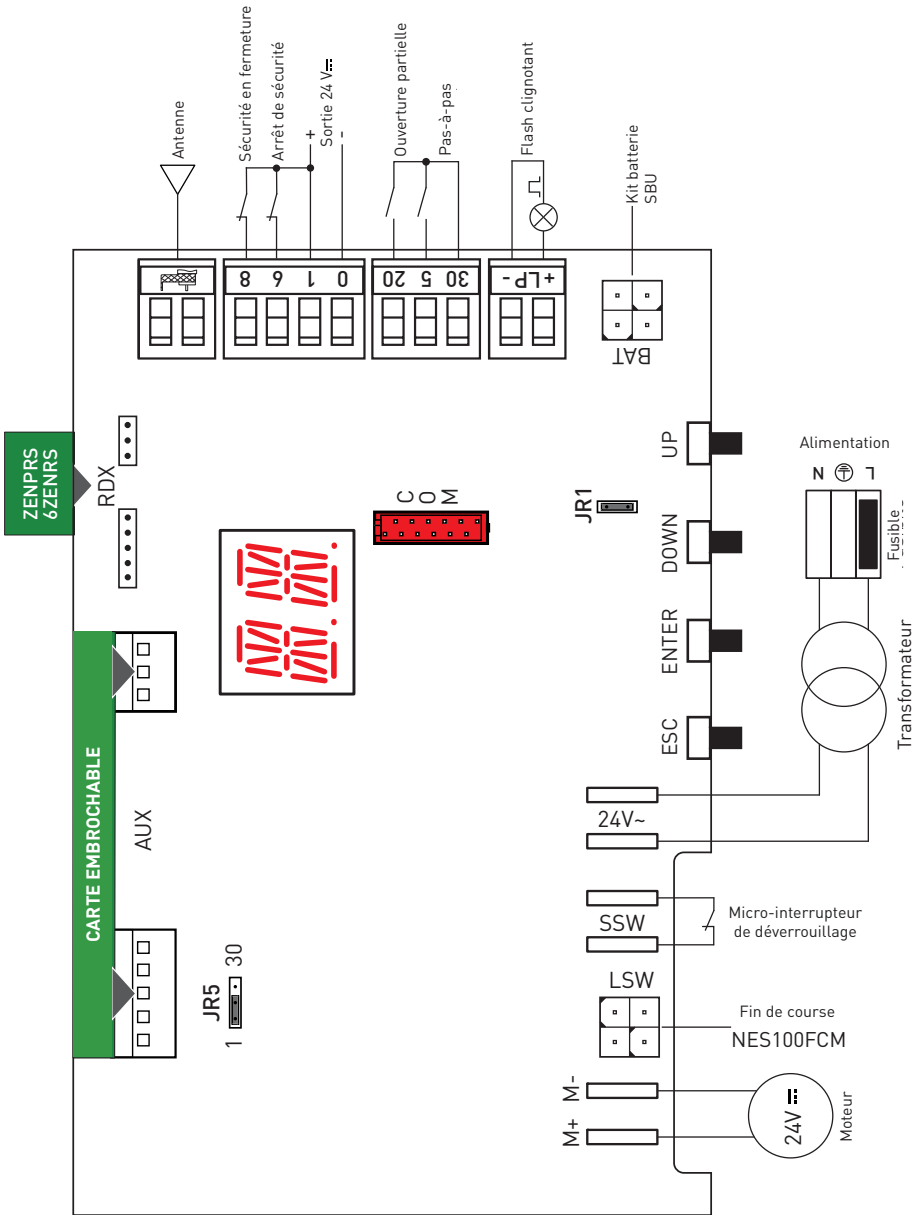 Antenne
Sécurité en fermeture
Arrêt de sécurité
+
Sortie 24 V
-
Ouverture partielle
Pas-à-pas
Flash clignotant
Kit batterie
SBU
8
6
1
0
20
5
30
- LP +
BAT
ZENPRS
6ZENRS
RDX
COM
CARTE EMBROCHABLE
AUX
JR5
1
30
JR1
UP
DOWN
ENTER
ESC
Alimentation
N
L
Fusible
Transformateur
24V~
SSW
Micro-interrupteur
de déverrouillage
LSW
Fin de course
NES100FCM
M-
M+
24V
Moteur